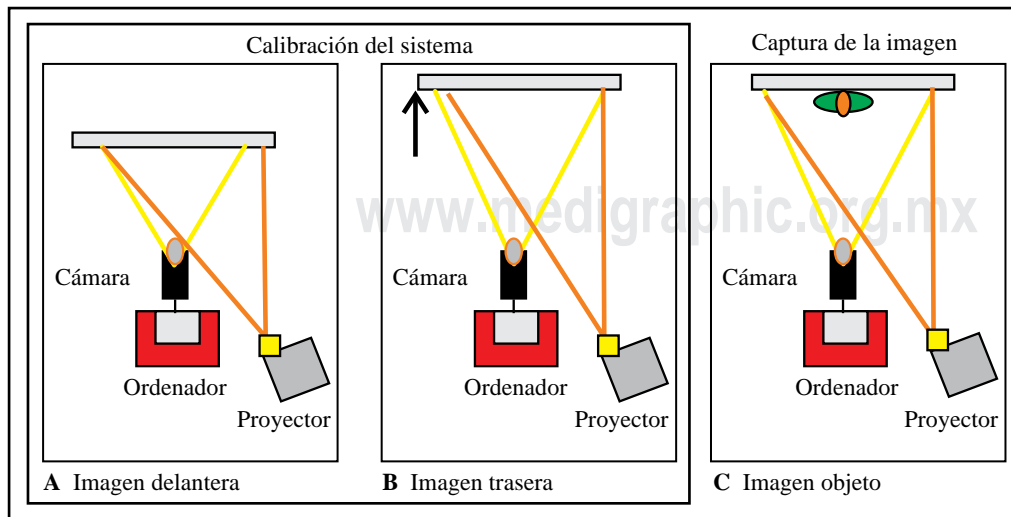 Calibración del sistema
Captura de la imagen
www.medigraphic.org.mx
Cámara
Ordenador
Proyector
A Imagen delantera
Cámara
Ordenador
Proyector
B Imagen trasera
Cámara
Ordenador
Proyector
C Imagen objeto